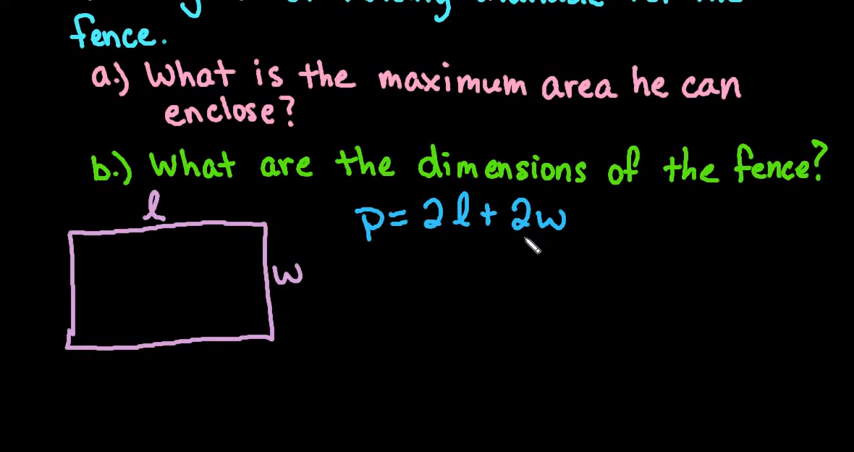 fence.
a.) What is the maximum area he can
enclose?
b.) What are the dimensions of the fence?
l
p = 2l + 2w
w